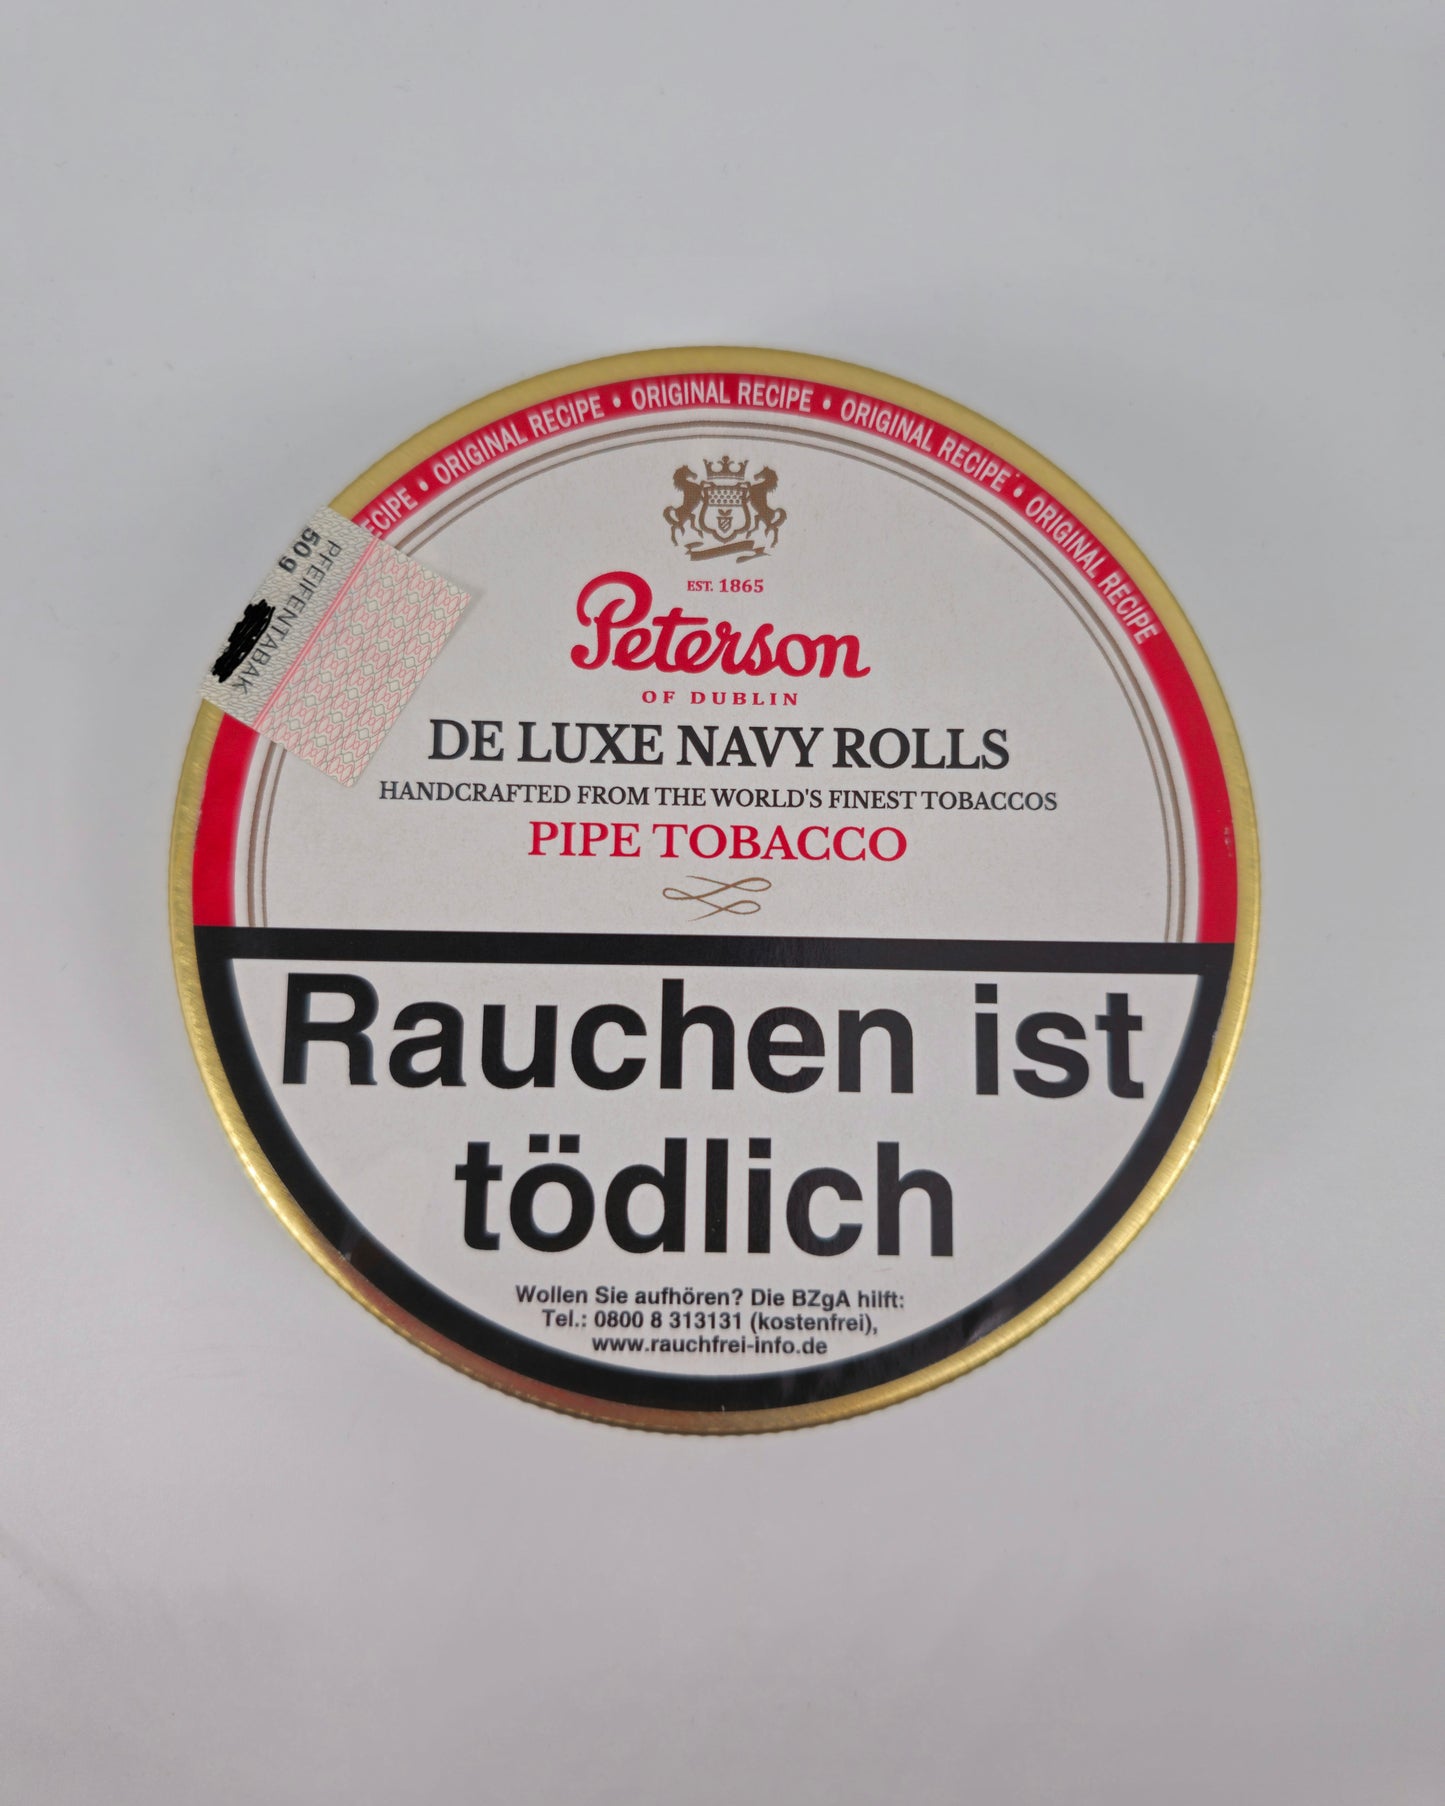 ECIPE • ORIGINAL RECIPE • ORIGINAL RECIPE • ORIGINAL RECIPE • ORIGINAL RECIPE
50 g
PFEIFENTABAK
EST. 1865
Peterson
OF DUBLIN
DE LUXE NAVY ROLLS
HANDCRAFTED FROM THE WORLD'S FINEST TOBACCOS
PIPE TOBACCO
Rauchen ist
tödlich
Wollen Sie aufhören? Die BZgA hilft:
Tel.: 0800 8 313131 (kostenfrei),
www.rauchfrei-info.de